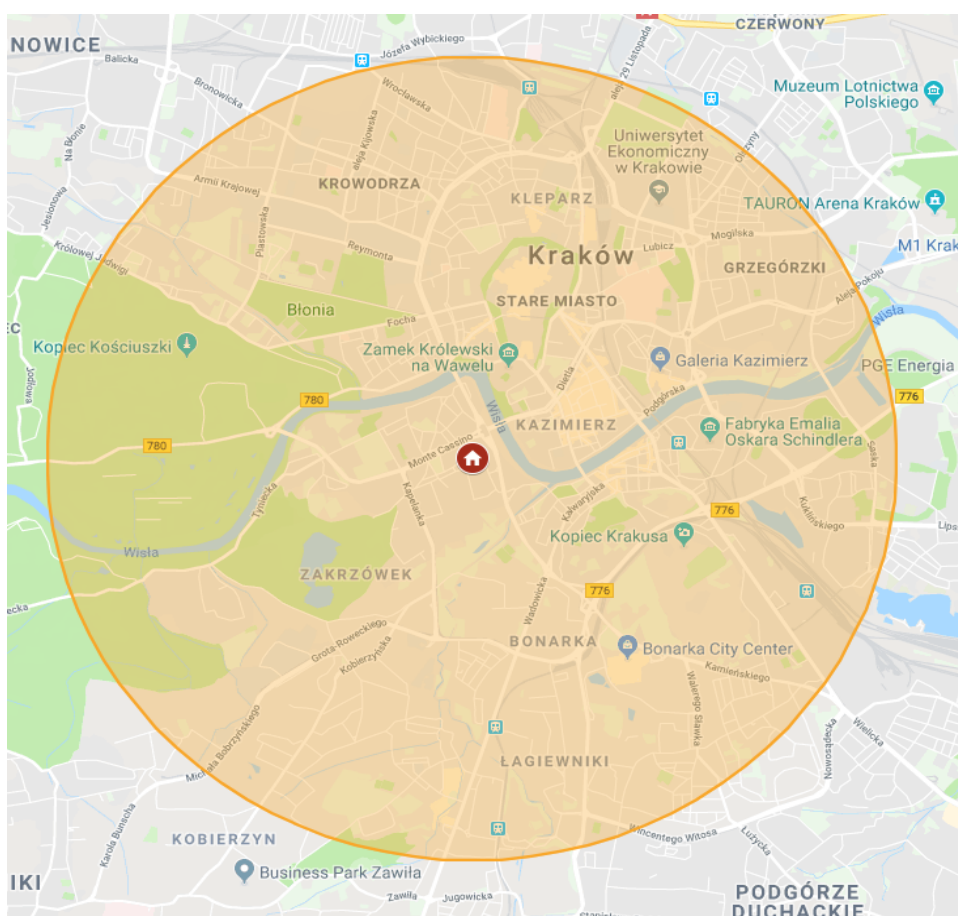 CZERWONY
NOWICE
Józefa Wybickiego
aleja 29 Listopada
Balicka
Bronowicka
Wrocławska
Muzeum Lotnictwa
Polskiego
Na Błonie
aleja Kijowska
Uniwersytet
Ekonomiczny
w Krakowie
Olszyny
Armii Krajowej
KROWODRZA
KLEPARZ
TAURON Arena Kraków
Jesionowa
Piastowska
Królowej Jadwigi
Reymonta
Kraków
Lubicz
Mogilska
M1 Krak
GRZEGÓRZKI
Aleja Pokoju
STARE MIASTO
Błonia
Focha
Wisła
EC
Kopiec Kościuszki
Zamek Królewski
na Wawelu
Dietla
Galeria Kazimierz
PGE Energia
Jodłowa
780
776
Podgórska
Wisła
KAZIMIERZ
Fabryka Emalia
Oskara Schindlera
780
Monte Cassino
Saska
Tyniecka
Kapelanka
Kalwaryjska
776
Kuklińskiego
Lips
Wisła
Kopiec Krakusa
ZAKRZÓWEK
Wadowicka
776
ecka
Grota-Roweckiego
Kobierzyńska
BONARKA
Bonarka City Center
Kamieńskiego
Walerego Sławka
Michała Bobrzyńskiego
Wielicka
Nowosądecka
ŁAGIEWNIKI
Karola Bunscha
KOBIERZYN
Wincentego Witosa
Łużycka
Business Park Zawiła
IKI
Zawiła
Jugowicka
PODGÓRZE
DUCHACKIE